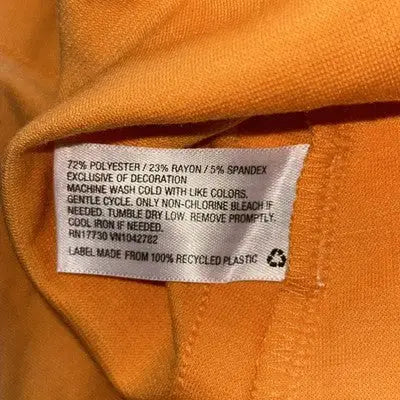 72% POLYESTER / 23% RAYON / 5% SPANDEX
EXCLUSIVE OF DECORATION
MACHINE WASH COLD WITH LIKE COLORS.
GENTLE CYCLE. ONLY NON-CHLORINE BLEACH IF
NEEDED. TUMBLE DRY LOW. REMOVE PROMPTLY.
COOL IRON IF NEEDED.
RN17730 VN1042782
LABEL MADE FROM 100% RECYCLED PLASTIC